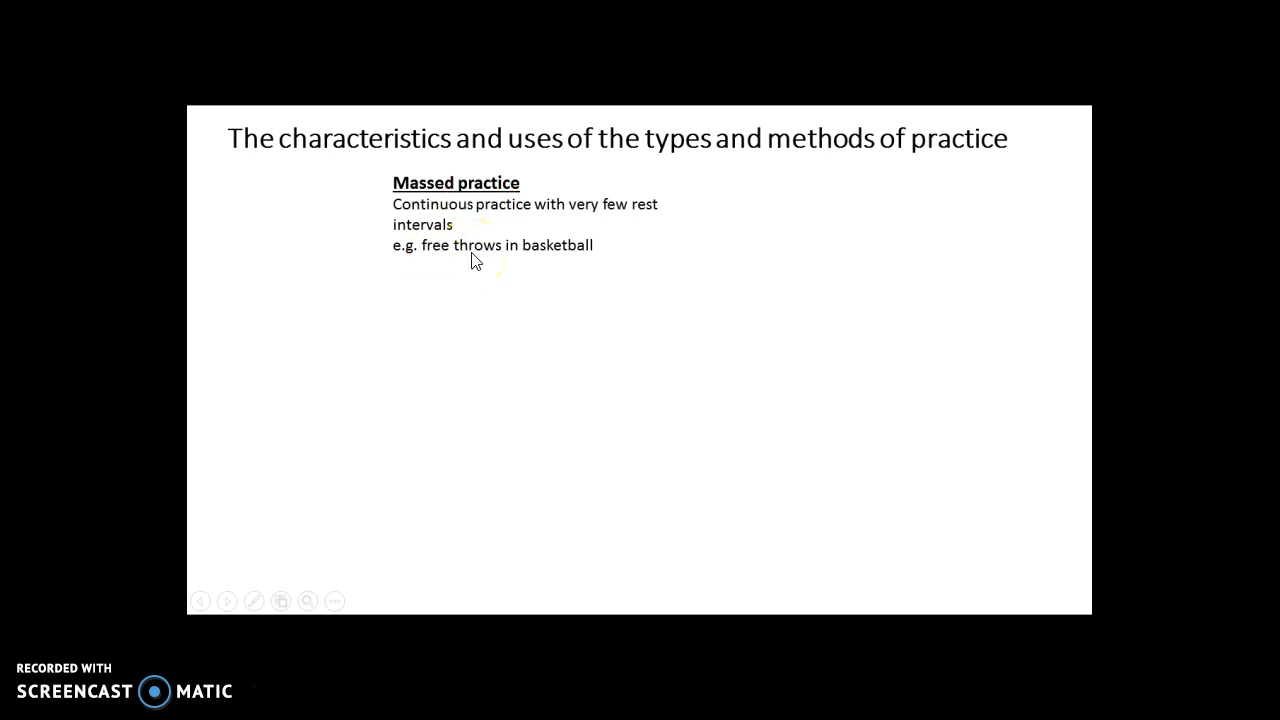 The characteristics and uses of the types and methods of practice
Massed practice
Continuous practice with very few rest
intervals
e.g. free throws in basketball
RECORDED WITH
SCREENCAST MATIC